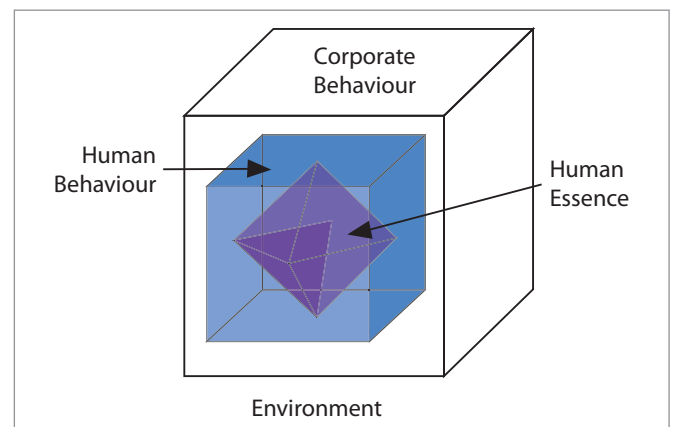 Corporate
Behaviour
Human
Behaviour
Human
Essence
Environment